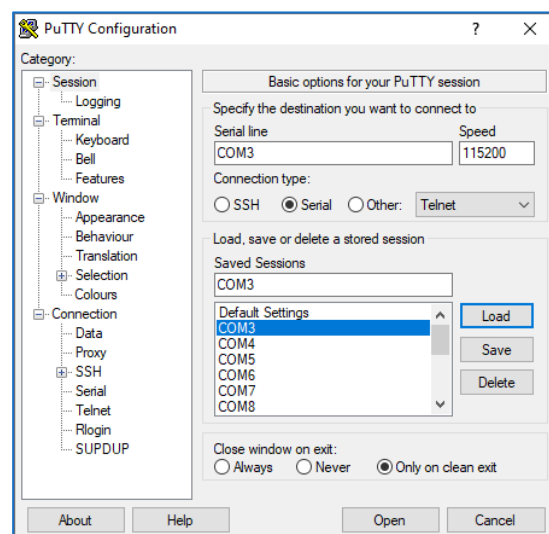 PuTTY Configuration
?
Category:
Session
Logging
Terminal
Keyboard
Bell
Features
Window
Appearance
Behaviour
Translation
Selection
Colours
Connection
Data
Proxy
SSH
Serial
Telnet
Rlogin
SUPDUP
Basic options for your PuTTY session
Specify the destination you want to connect to
Serial line Speed
COM3 115200
Connection type:
SSH Serial Other: Telnet
Load, save or delete a stored session
Saved Sessions
COM3
Default Settings
COM3
COM4
COM5
COM6
COM7
COM8
Load
Save
Delete
Close window on exit:
Always Never Only on clean exit
About Help Open Cancel